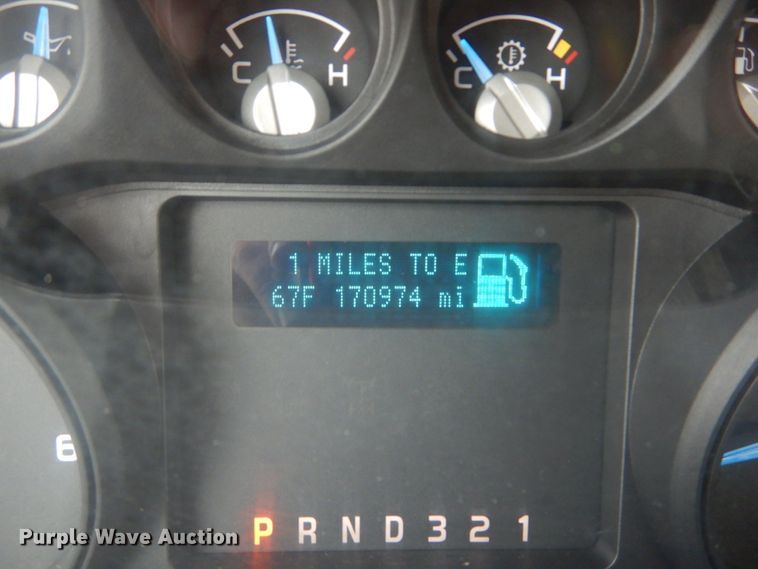 C H
C H
1 MILES TO E
67F 170974 mi
6
P R N D 3 2 1
Purple Wave Auction